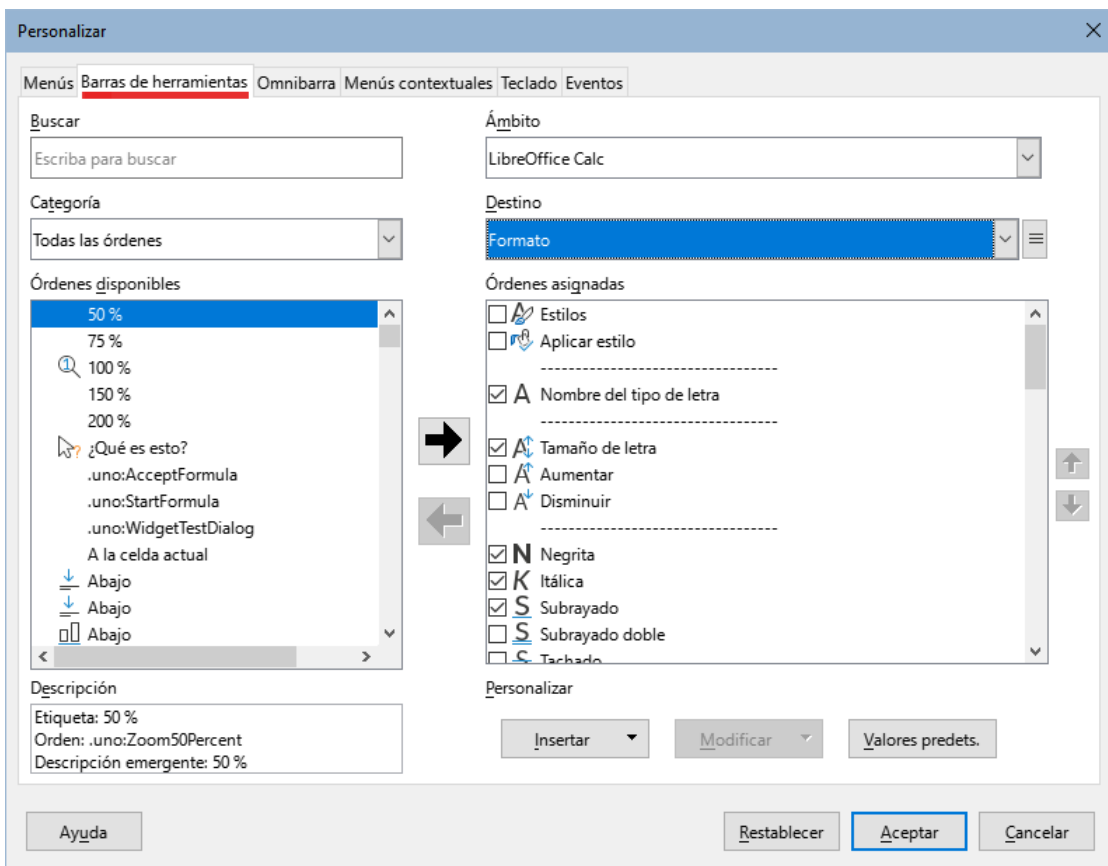 Personalizar
Menús Barras de herramientas Omnibarra Menús contextuales Teclado Eventos
Buscar
Escriba para buscar
Categoría
Todas las órdenes
Órdenes disponibles
50 %
75 %
100 %
150 %
200 %
¿Qué es esto?
.uno:AcceptFormula
.uno:StartFormula
.uno:WidgetTestDialog
A la celda actual
Abajo
Abajo
Abajo
Descripción
Etiqueta: 50 %
Orden: .uno:Zoom50Percent
Descripción emergente: 50 %
Ámbito
LibreOffice Calc
Destino
Formato
Órdenes asignadas
Estilos
Aplicar estilo
----------------------------------
Nombre del tipo de letra
----------------------------------
Tamaño de letra
Aumentar
Disminuir
----------------------------------
Negrita
Itálica
Subrayado
Subrayado doble
Tachado
Personalizar
Insertar Modificar Valores predets.
Ayuda Restablecer Aceptar Cancelar